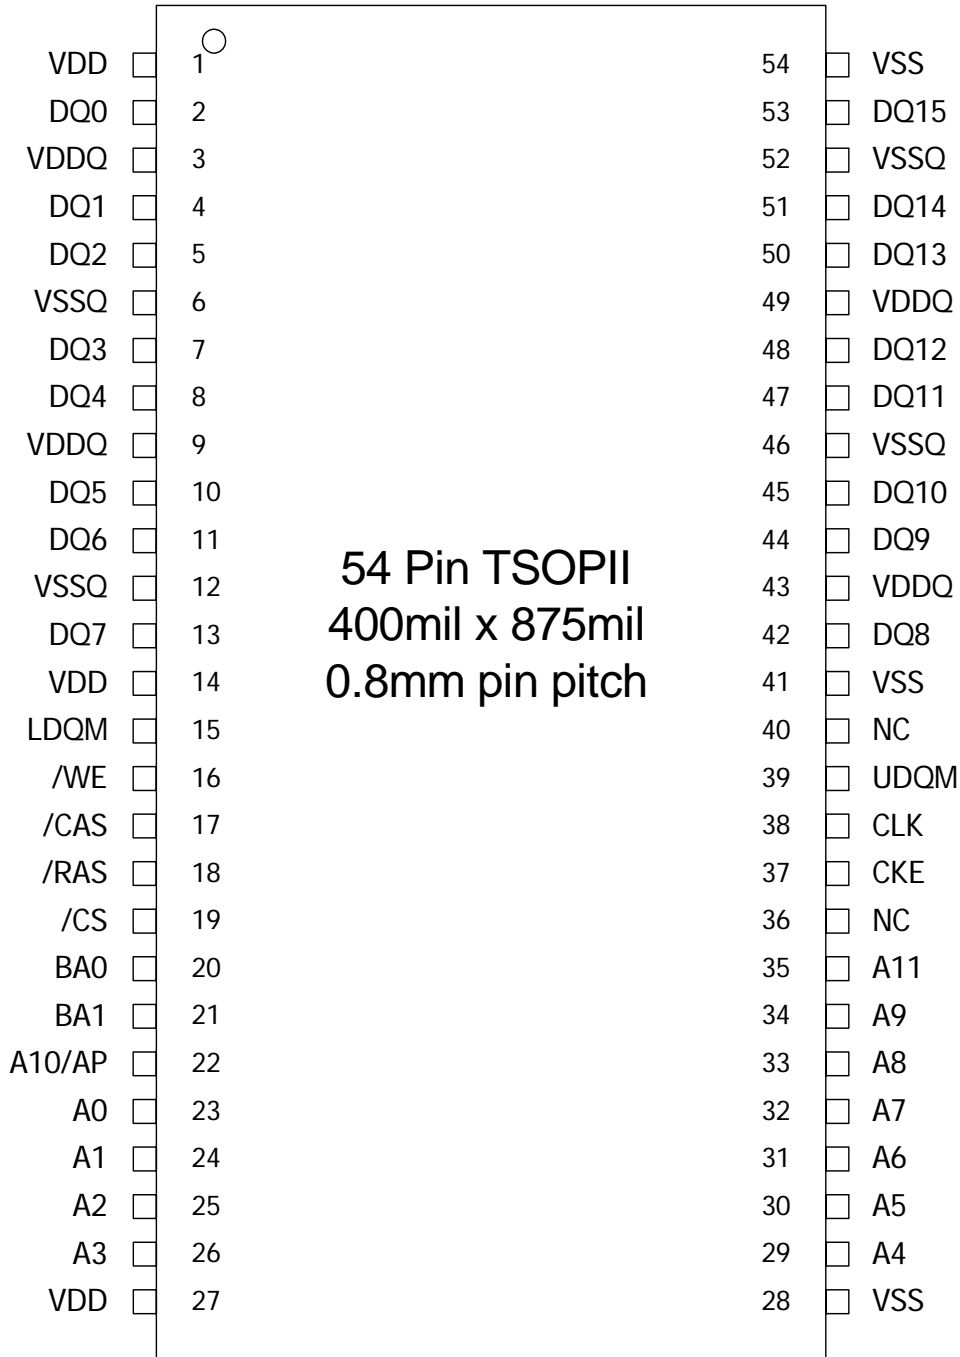 VDD 1 54 VSS
DQ0 2 53 DQ15
VDDQ 3 52 VSSQ
DQ1 4 51 DQ14
DQ2 5 50 DQ13
VSSQ 6 49 VDDQ
DQ3 7 48 DQ12
DQ4 8 47 DQ11
VDDQ 9 46 VSSQ
DQ5 10 45 DQ10
DQ6 11 44 DQ9
54 Pin TSOPII
VSSQ 12 43 VDDQ
400mil x 875mil
DQ7 13 42 DQ8
VDD 14 41 VSS
0.8mm pin pitch
LDQM 15 40 NC
/WE 16 39 UDQM
/CAS 17 38 CLK
/RAS 18 37 CKE
/CS 19 36 NC
BA0 20 35 A11
BA1 21 34 A9
A10/AP 22 33 A8
A0 23 32 A7
A1 24 31 A6
A2 25 30 A5
A3 26 29 A4
VDD 27 28 VSS